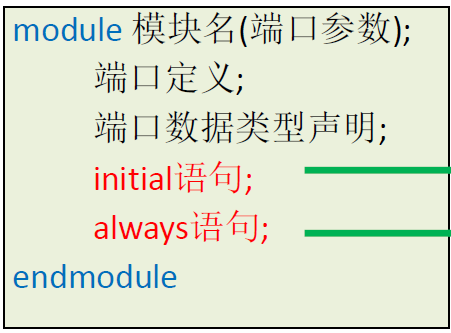 module 模块名(端口参数);
端口定义;
端口数据类型声明;
initial语句;
always语句;
endmodule